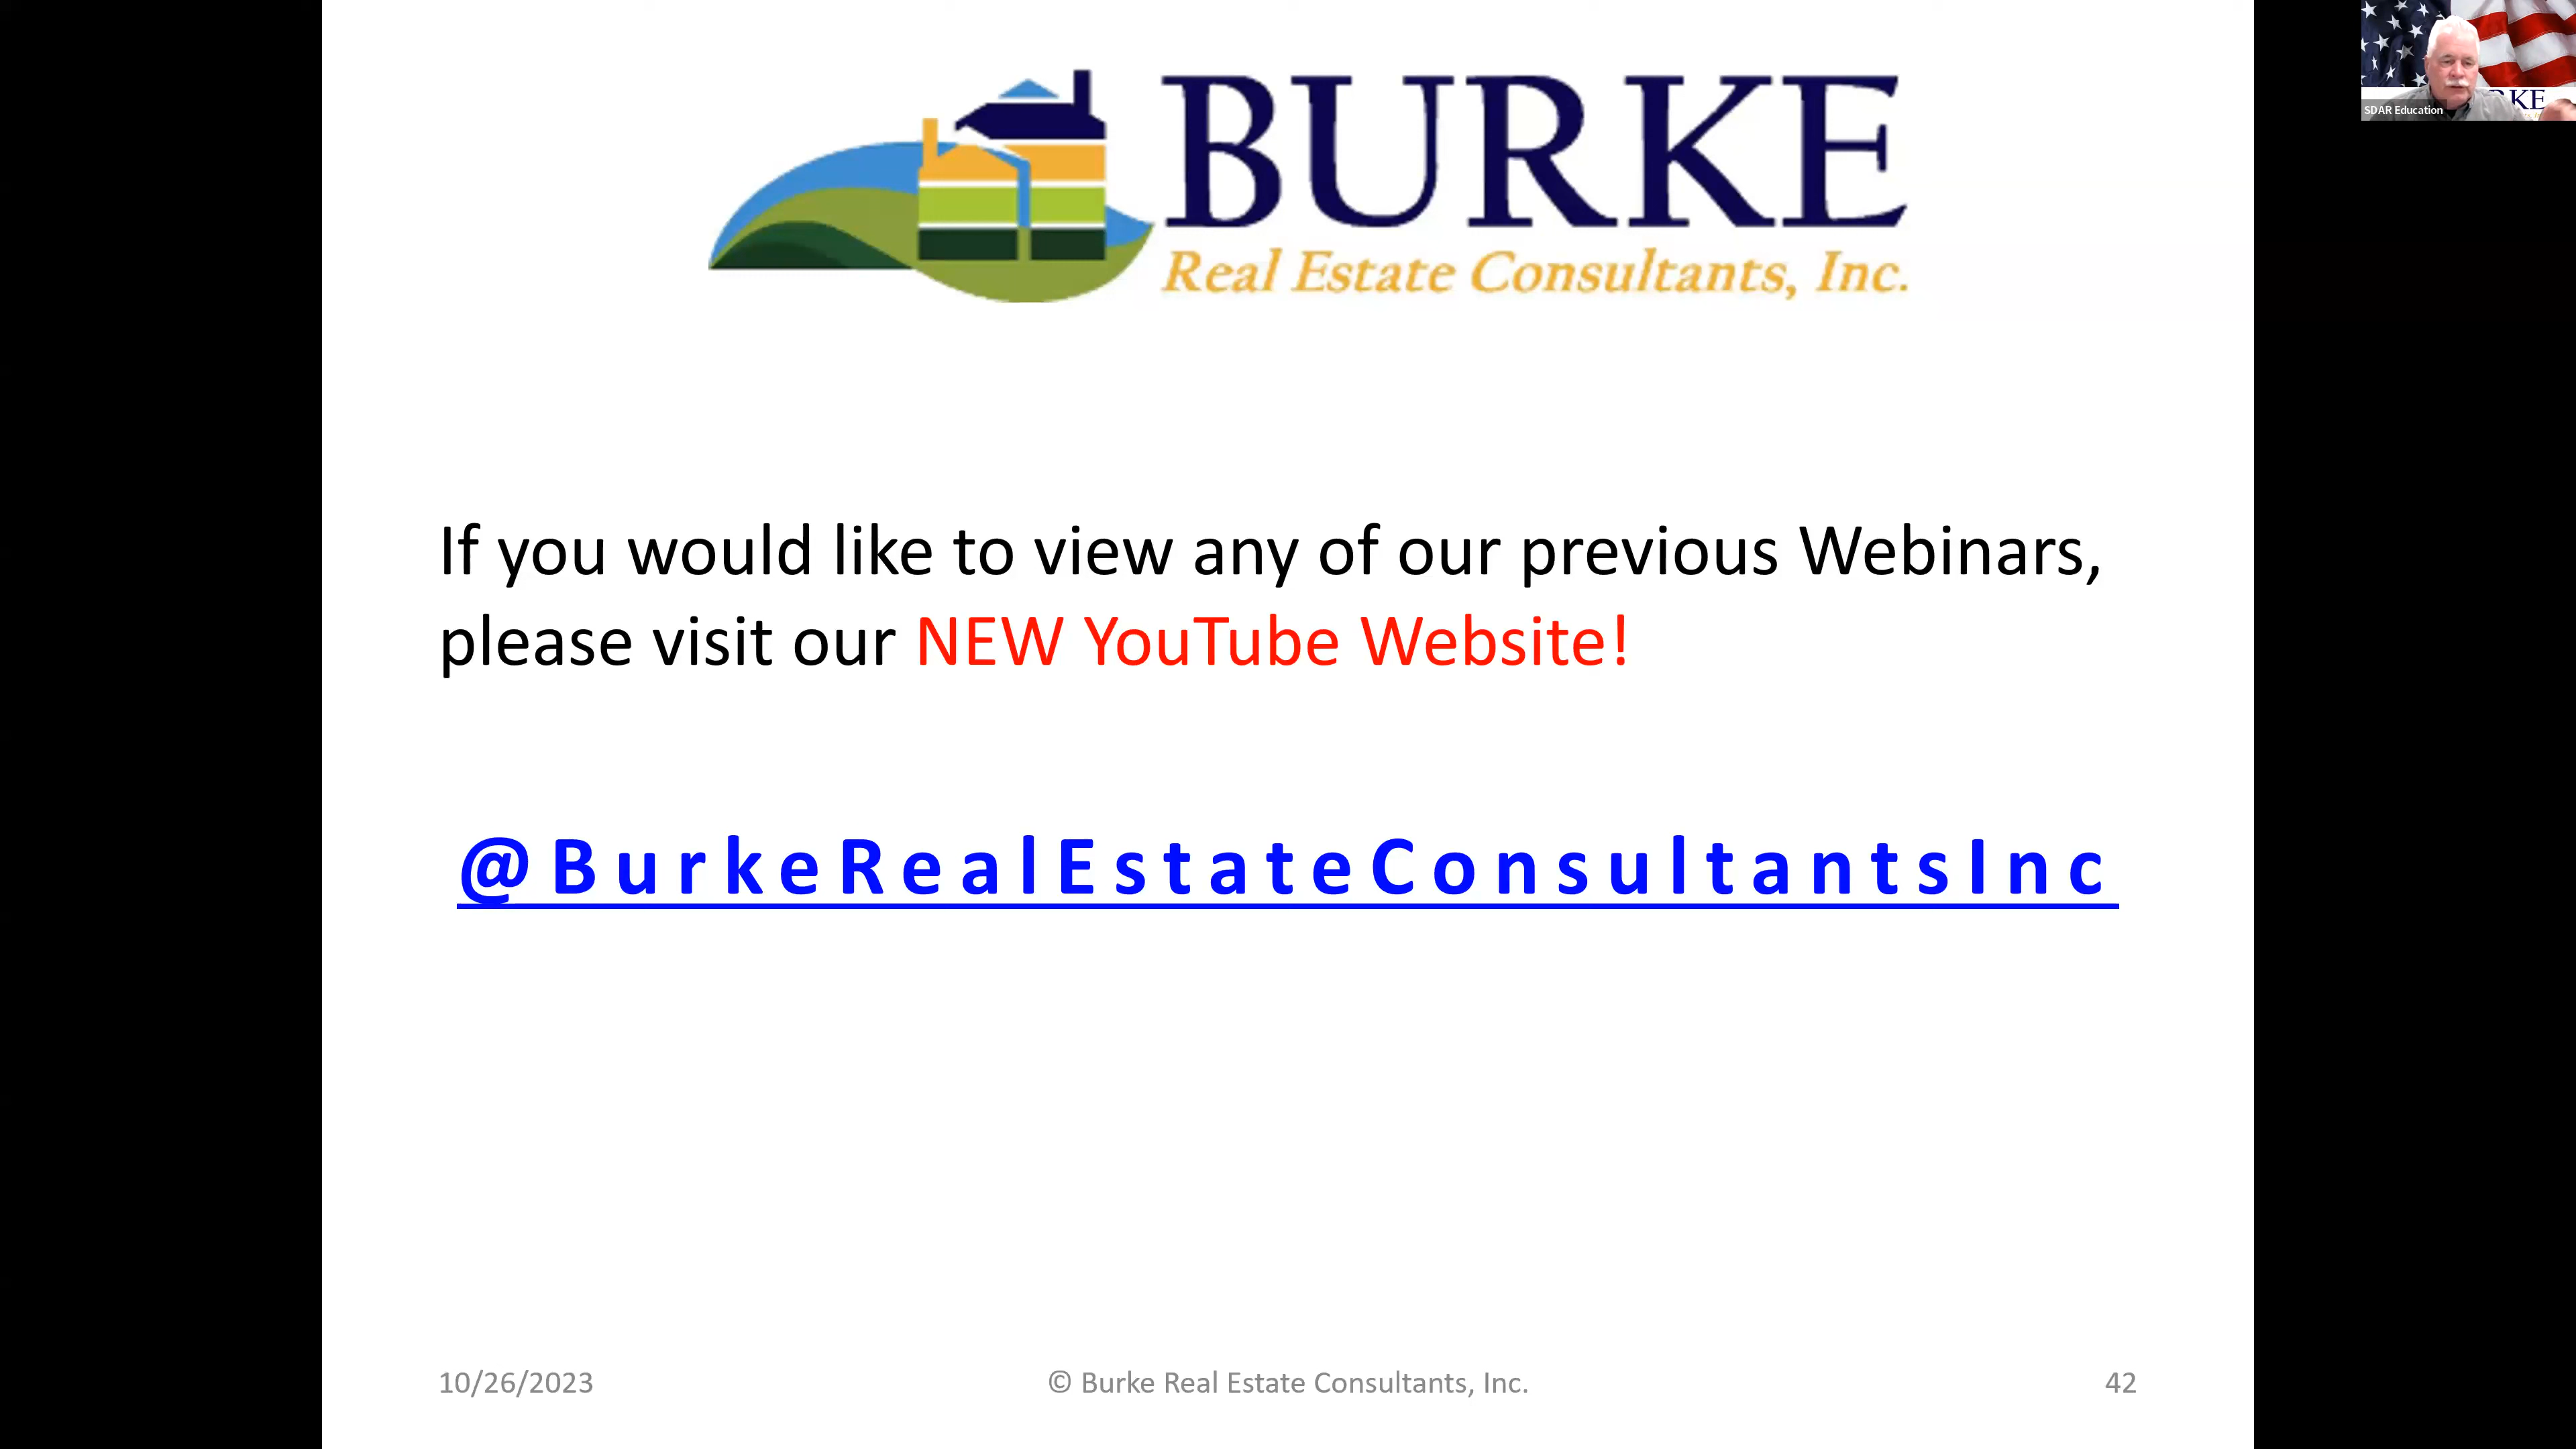 BURKE
Real Estate Consultants, Inc.
SDAR Education
If you would like to view any of our previous Webinars,
please visit our NEW YouTube Website!
@BurkeRealEstateConsultantsInc
10/26/2023
© Burke Real Estate Consultants, Inc.
42